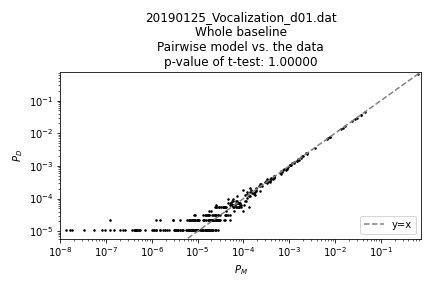 20190125_Vocalization_d01.dat
Whole baseline
Pairwise model vs. the data
p-value of t-test: 1.00000
P_D
10⁻¹
10⁻²
10⁻³
10⁻⁴
10⁻⁵
y=x
10⁻⁸ 10⁻⁷ 10⁻⁶ 10⁻⁵ 10⁻⁴ 10⁻³ 10⁻² 10⁻¹
P_M